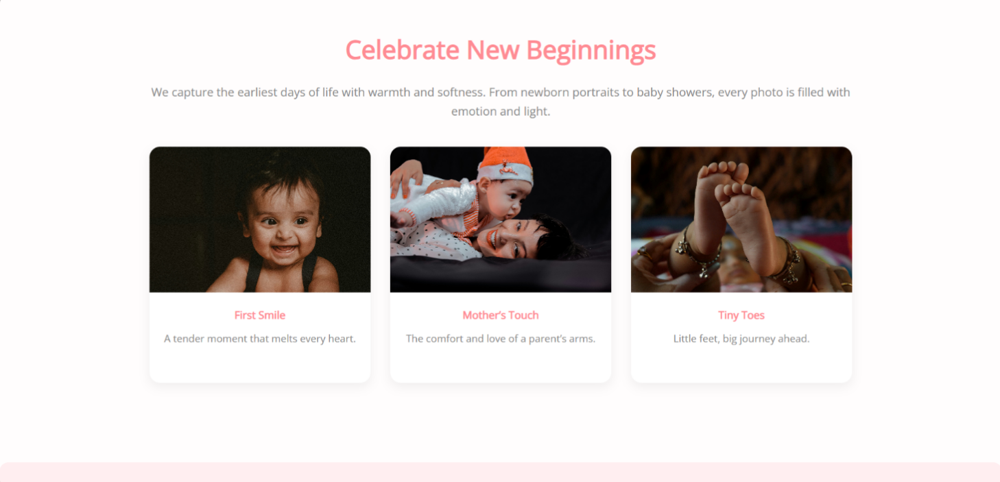 Celebrate New Beginnings
We capture the earliest days of life with warmth and softness. From newborn portraits to baby showers, every photo is filled with
emotion and light.
First Smile
A tender moment that melts every heart.
Mother’s Touch
The comfort and love of a parent’s arms.
Tiny Toes
Little feet, big journey ahead.